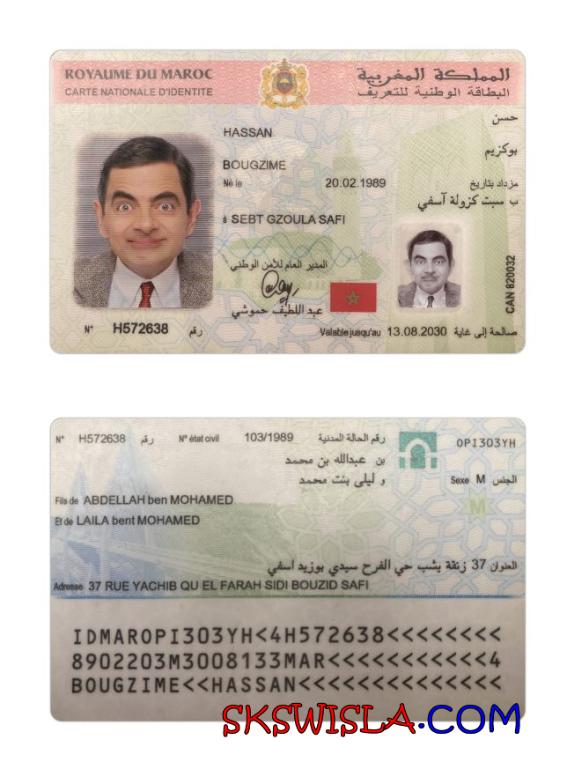 ROYAUME DU MAROC
المملكة المغربية
CARTE NATIONALE D'IDENTITE
البطاقة الوطنية للتعريف
حسن
HASSAN
بوكزيم
BOUGZIME
Né le 20.02.1989 مزداد بتاريخ
ب سبت كزولة آسفي
à SEBT GZOULA SAFI
المدير العام للأمن الوطني
عبد اللطيف حموشي
CAN 820032
N° H572638 رقم
Valable jusqu'au 13.08.2030 صالحة إلى غاية
N° H572638 رقم N° état civil 103/1989 رقم الحالة المدنية
OPI303YH
بن عبدالله بن محمد
و ليلى بنت محمد
Sexe M الجنس
M
Fils de ABDELLAH ben MOHAMED
Et de LAILA bent MOHAMED
العنوان 37 زنقة يشب حي الفرح سيدي بوزيد آسفي
Adresse 37 RUE YACHIB QU EL FARAH SIDI BOUZID SAFI
IDMAROPI303YH<4H572638<<<<<<<<
8902203M3008133MAR<<<<<<<<<<<4
BOUGZIME<<HASSAN<<<<<<<<<<<<<<
SKSWISLA.COM